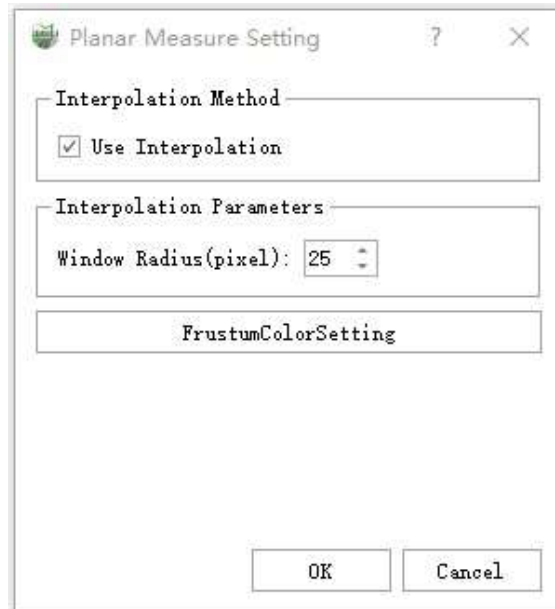 Planar Measure Setting ?
Interpolation Method
Use Interpolation
Interpolation Parameters
Window Radius(pixel): 25
FrustumColorSetting
OK Cancel